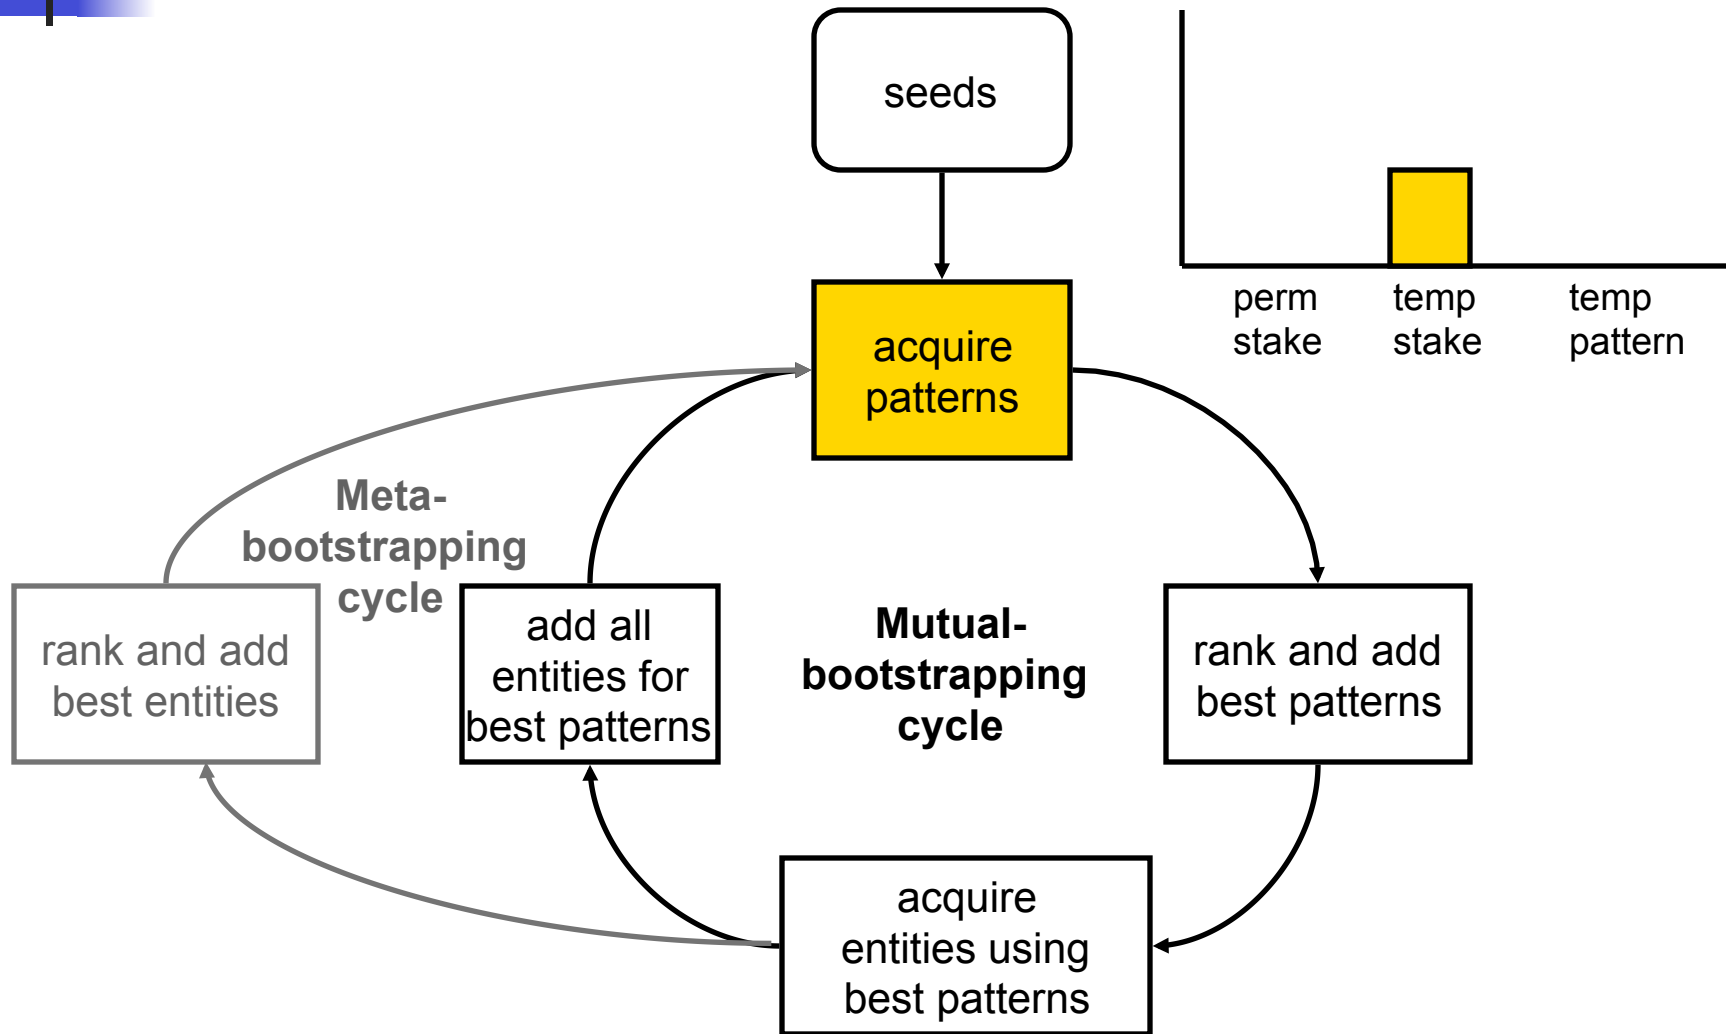 seeds
perm
stake
temp
stake
temp
pattern
acquire
patterns
Meta-
bootstrapping
cycle
rank and add
best entities
add all
entities for
best patterns
Mutual-
bootstrapping
cycle
rank and add
best patterns
acquire
entities using
best patterns